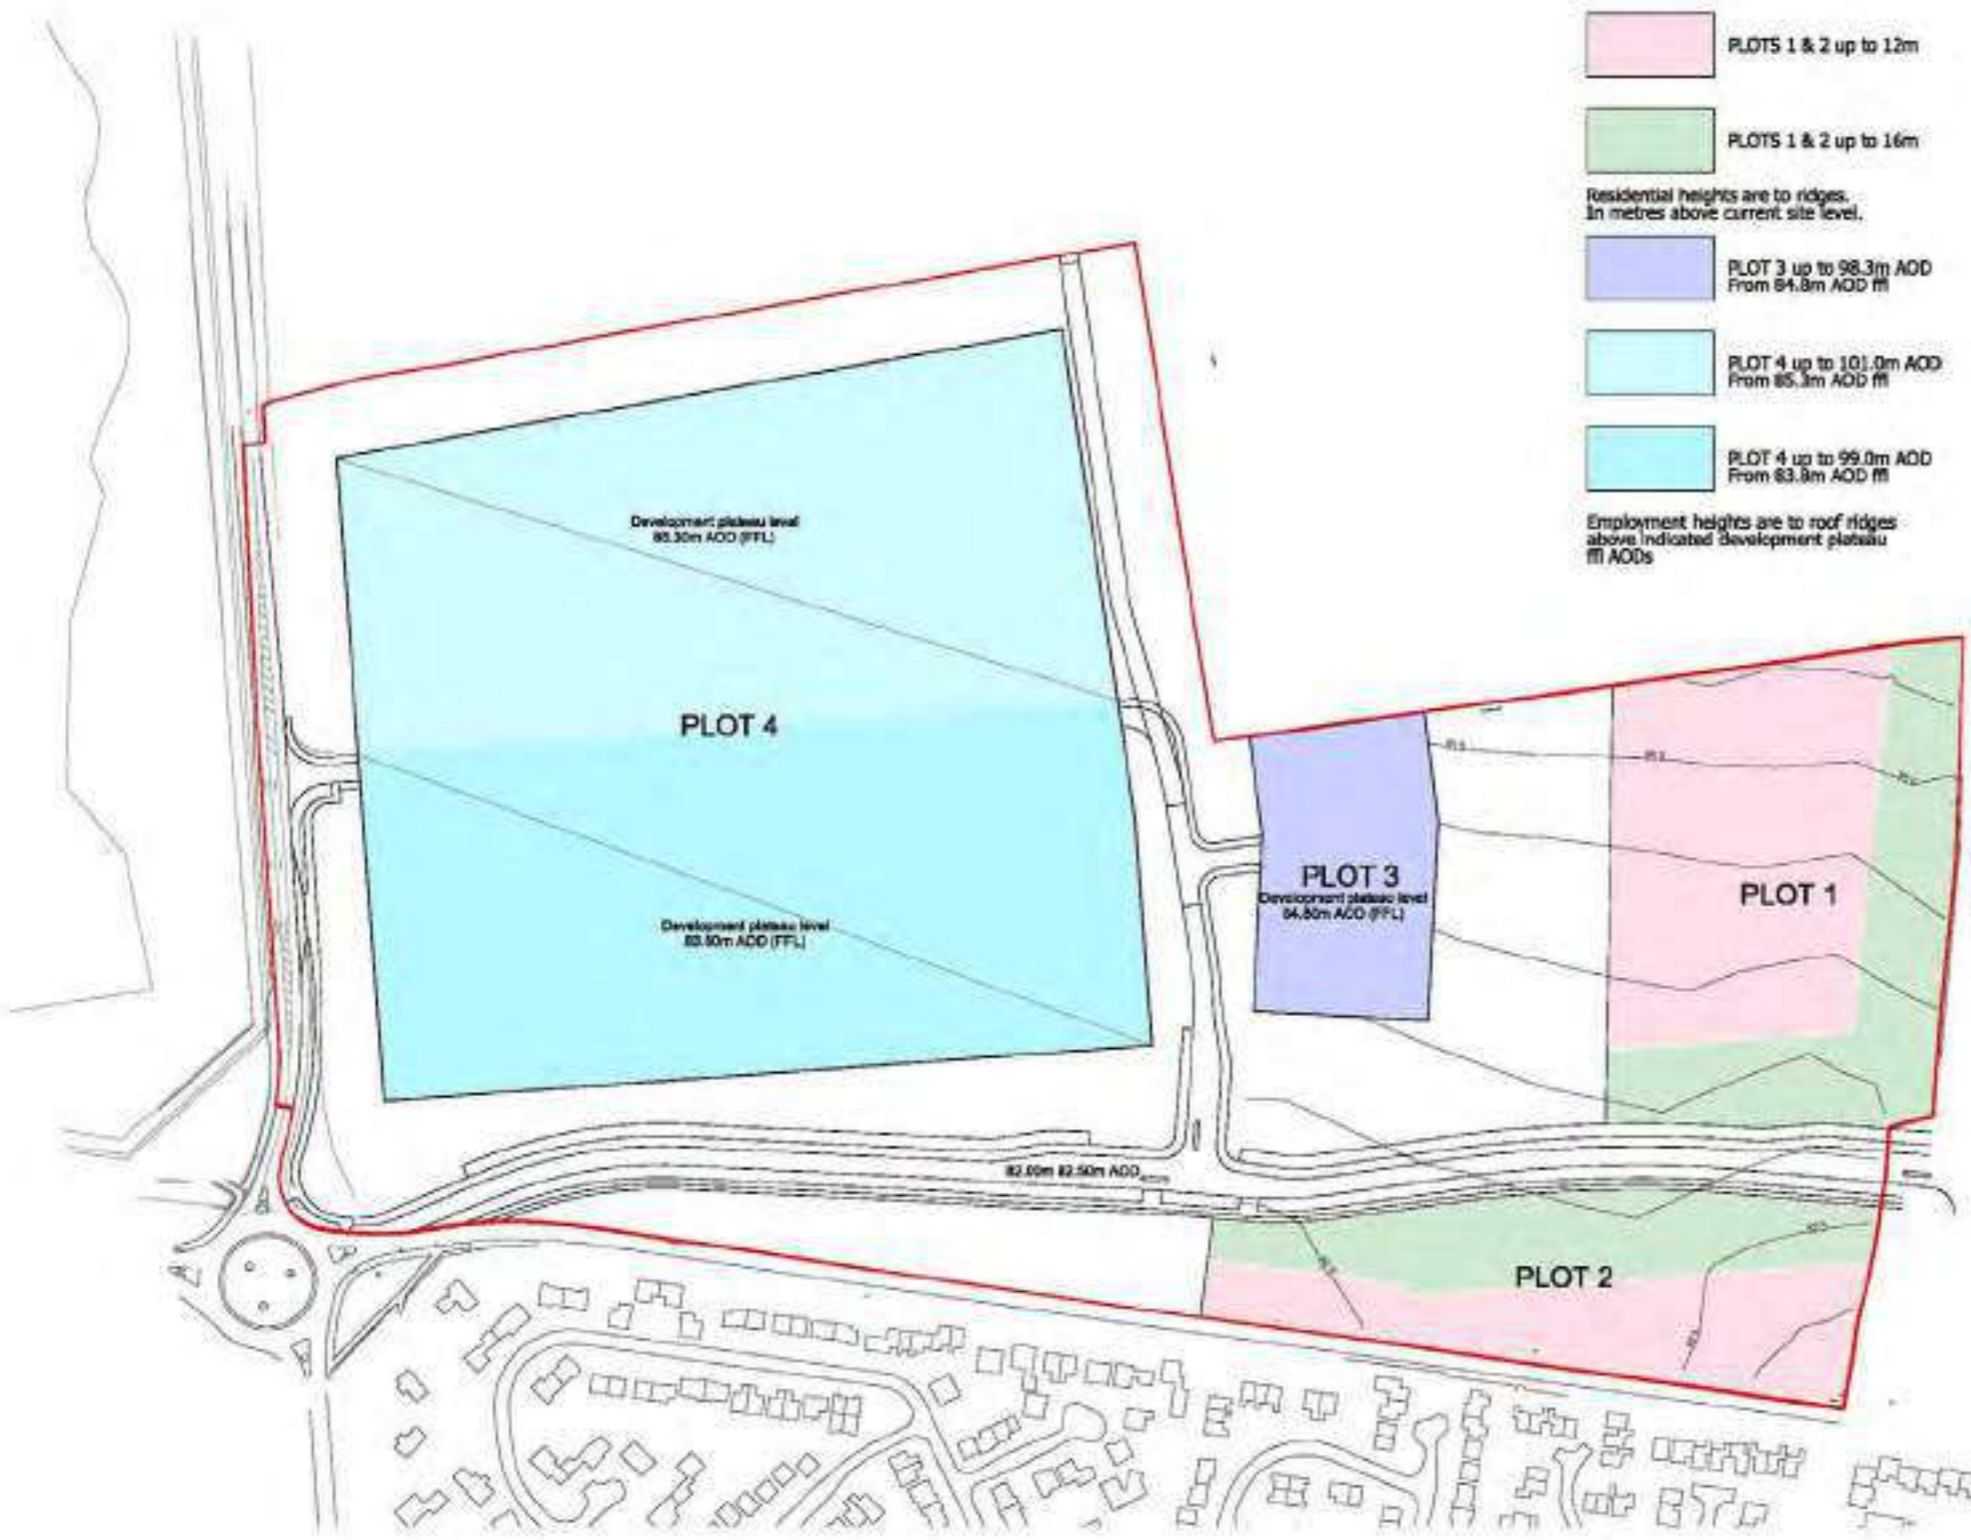 PLOTS 1 & 2 up to 12m
PLOTS 1 & 2 up to 16m
Residential heights are to ridges.
In metres above current site level.
PLOT 3 up to 98.3m AOD
From 84.8m AOD ffl
PLOT 4 up to 101.0m AOD
From 85.3m AOD ffl
PLOT 4 up to 99.0m AOD
From 83.8m AOD ffl
Employment heights are to roof ridges
above indicated development plateau
ffl AODs
Development plateau level
85.30m AOD (FFL)
PLOT 4
Development plateau level
AOD (FFL)
PLOT 3
Development plateau level
84.80m AOD (FFL)
PLOT 1
82.00m 82.50m AOD
PLOT 2